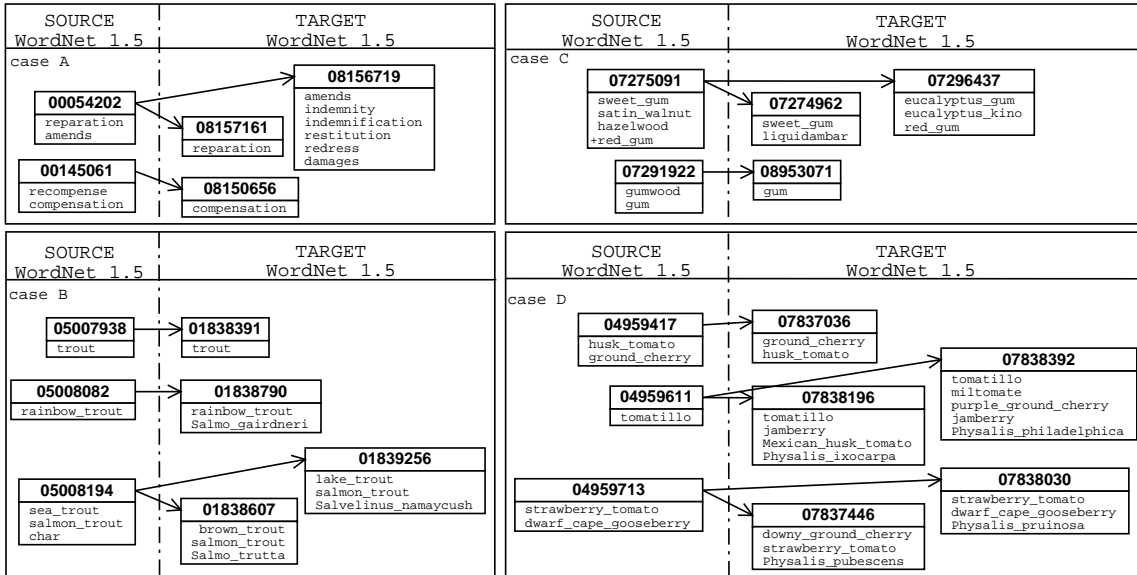 SOURCE
WordNet 1.5
TARGET
WordNet 1.5
case A
00054202
reparation
amends
08157161
reparation
08156719
amends
indemnity
indemnification
restitution
redress
damages
00145061
recompense
compensation
08150656
compensation
SOURCE
WordNet 1.5
TARGET
WordNet 1.5
case C
07275091
sweet_gum
satin_walnut
hazelwood
+red_gum
07274962
sweet_gum
liquidambar
07296437
eucalyptus_gum
eucalyptus_kino
red_gum
07291922
gumwood
gum
08953071
gum
SOURCE
WordNet 1.5
TARGET
WordNet 1.5
case B
05007938
trout
01838391
trout
05008082
rainbow_trout
01838790
rainbow_trout
Salmo_gairdneri
05008194
sea_trout
salmon_trout
char
01838607
brown_trout
salmon_trout
Salmo_trutta
01839256
lake_trout
salmon_trout
Salvelinus_namaycush
SOURCE
WordNet 1.5
TARGET
WordNet 1.5
case D
04959417
husk_tomato
ground_cherry
07837036
ground_cherry
husk_tomato
04959611
tomatillo
07838196
tomatillo
jamberry
Mexican_husk_tomato
Physalis_ixocarpa
07838392
tomatillo
miltomate
purple_ground_cherry
jamberry
Physalis_philadelphica
04959713
strawberry_tomato
dwarf_cape_gooseberry
07837446
downy_ground_cherry
strawberry_tomato
Physalis_pubescens
07838030
strawberry_tomato
dwarf_cape_gooseberry
Physalis_pruinosa